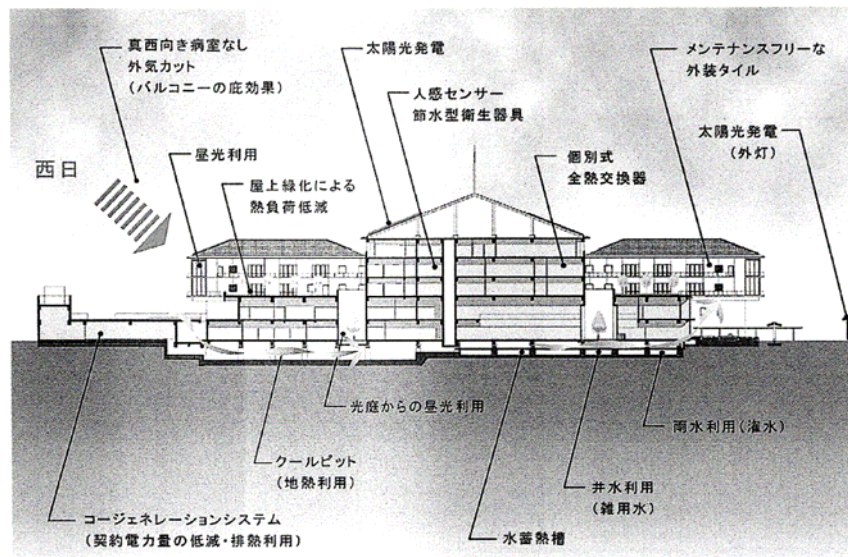 真西向き病室なし
外気カット
(バルコニーの庇効果)
太陽光発電
メンテナンスフリーな
外装タイル
人感センサー
節水型衛生器具
太陽光発電
(外灯)
西日
昼光利用
個別式
全熱交換器
屋上緑化による
熱負荷低減
光庭からの昼光利用
雨水利用(潅水)
クールピット
(地熱利用)
井水利用
(雑用水)
コージェネレーションシステム
(契約電力量の低減・排熱利用)
水蓄熱槽